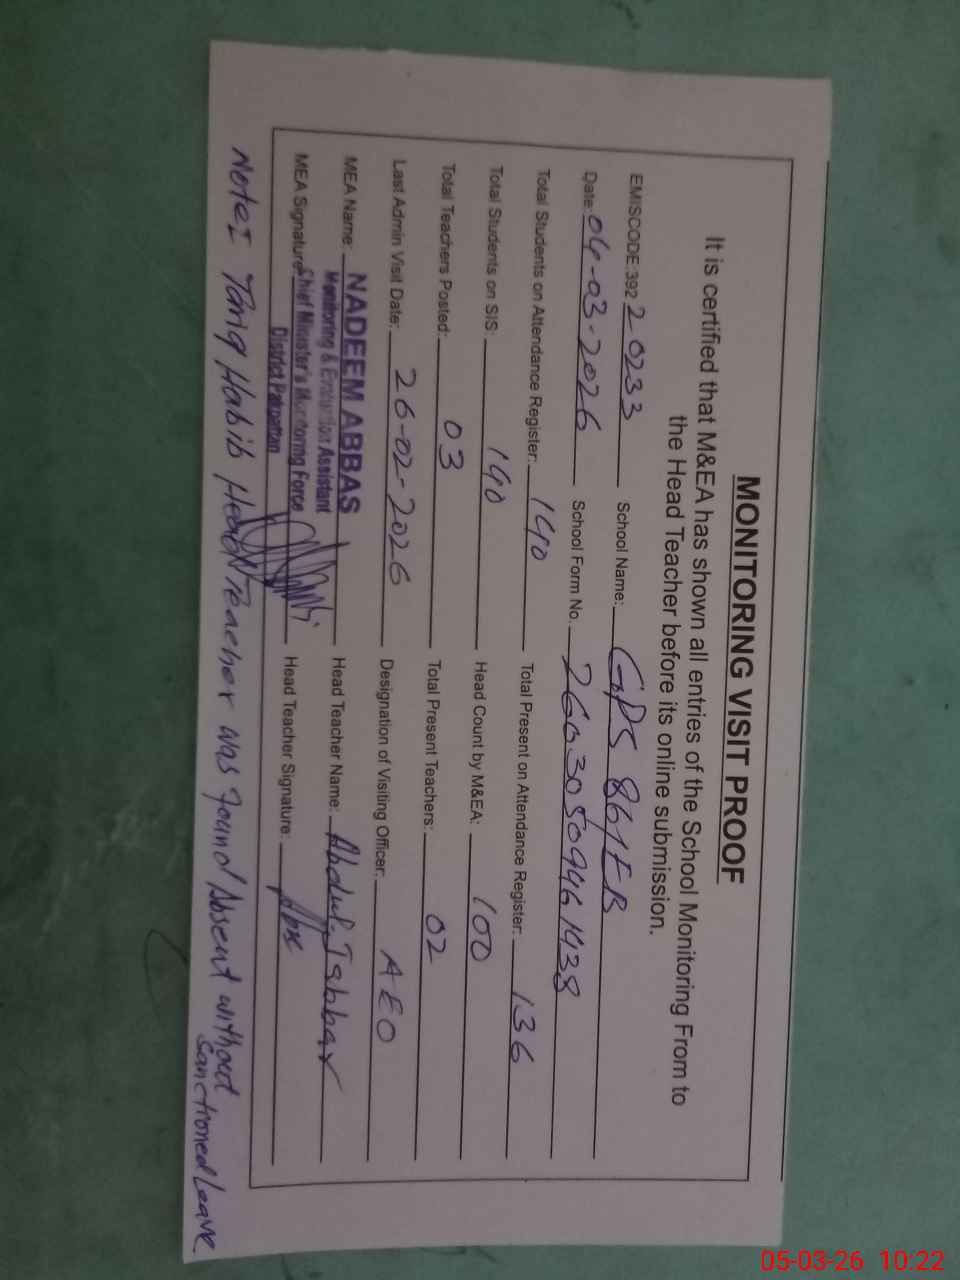 MONITORING VISIT PROOF
It is certified that M&EA has shown all entries of the School Monitoring From to
the Head Teacher before its online submission.
EMISCODE:392 20233 School Name: GPS 86/EB
Date: 04-03-2026 School Form No.
Total Students on Attendance Register: 140 Total Present on Attendance Register: 136
Total Students on SIS: 140 Head Count by M&EA: 100
Total Teachers Posted: 03 Total Present Teachers: 02
Last Admin Visit Date: 26-02-2026 Designation of Visiting Officer: AEO
MEA Name: NADEEM ABBAS Head Teacher Name: Abdul Jabbar
Monitoring & Evaluation Assistant
MEA Signature: Chief Minister's Monitoring Force Head Teacher Signature:
District Pakpattan
Note: Tariq Habib Head Teacher was found Absent without
Sanctioned Leave
05-03-26 10:22